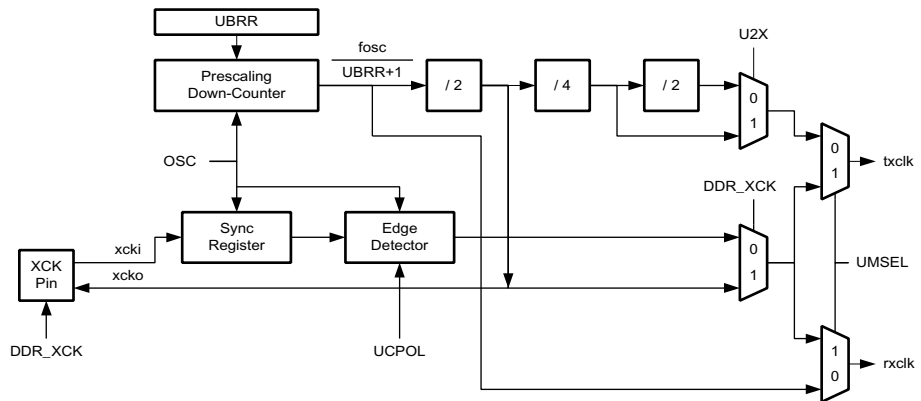 UBRR
U2X
fosc
UBRR+1
Prescaling
Down-Counter
/ 2
/ 4
/ 2
0
1
OSC
0
1
txclk
DDR_XCK
Sync
Register
Edge
Detector
0
1
xcki
XCK
Pin
xcko
UMSEL
DDR_XCK
UCPOL
1
0
rxclk